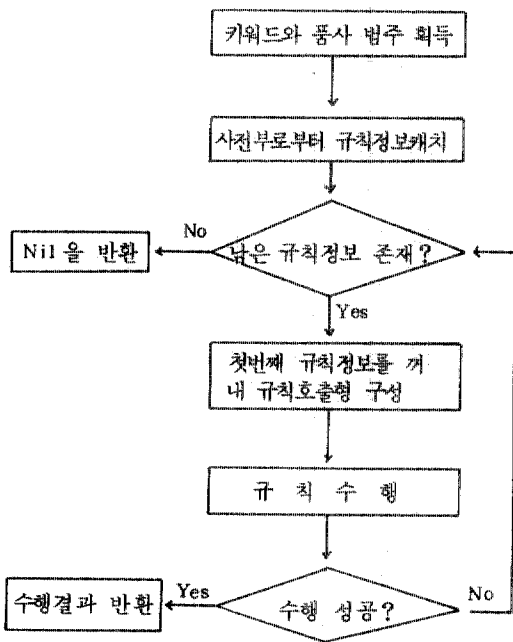 키워드와 품사 범주 획득
사전부로부터 규칙정보캐치
No
Nil 을 반환
남은 규칙정보 존재?
Yes
첫번째 규칙정보를 꺼
내 규칙호출형 구성
규 칙 수 행
수행결과 반환
Yes
수행 성공?
No